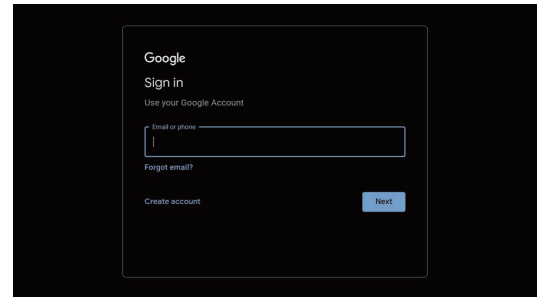 Google
Sign in
Use your Google Account
Email or phone
Forgot email?
Create account
Next